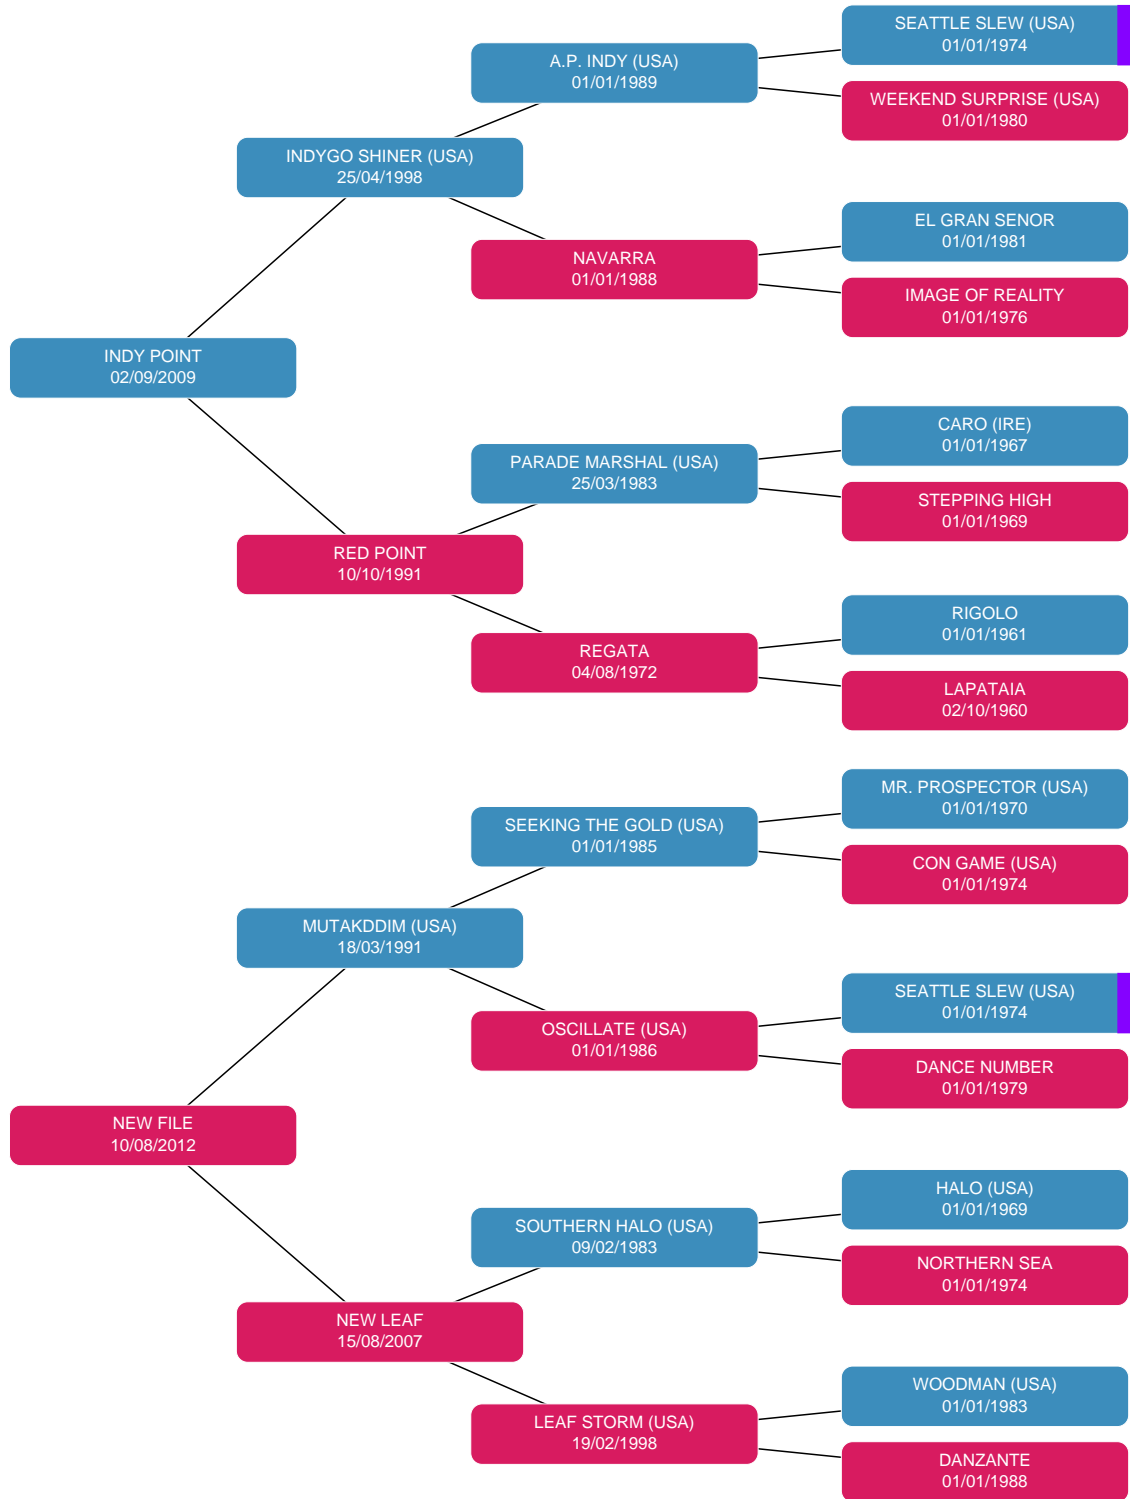 SEATTLE SLEW (USA)
01/01/1974
A.P. INDY (USA)
01/01/1989
WEEKEND SURPRISE (USA)
01/01/1980
INDYGO SHINER (USA)
25/04/1998
EL GRAN SENOR
01/01/1981
NAVARRA
01/01/1988
IMAGE OF REALITY
01/01/1976
INDY POINT
02/09/2009
CARO (IRE)
01/01/1967
PARADE MARSHAL (USA)
25/03/1983
STEPPING HIGH
01/01/1969
RED POINT
10/10/1991
RIGOLO
01/01/1961
REGATA
04/08/1972
LAPATAIA
02/10/1960
MR. PROSPECTOR (USA)
01/01/1970
SEEKING THE GOLD (USA)
01/01/1985
CON GAME (USA)
01/01/1974
MUTAKDDIM (USA)
18/03/1991
SEATTLE SLEW (USA)
01/01/1974
OSCILLATE (USA)
01/01/1986
DANCE NUMBER
01/01/1979
NEW FILE
10/08/2012
HALO (USA)
01/01/1969
SOUTHERN HALO (USA)
09/02/1983
NORTHERN SEA
01/01/1974
NEW LEAF
15/08/2007
WOODMAN (USA)
01/01/1983
LEAF STORM (USA)
19/02/1998
DANZANTE
01/01/1988